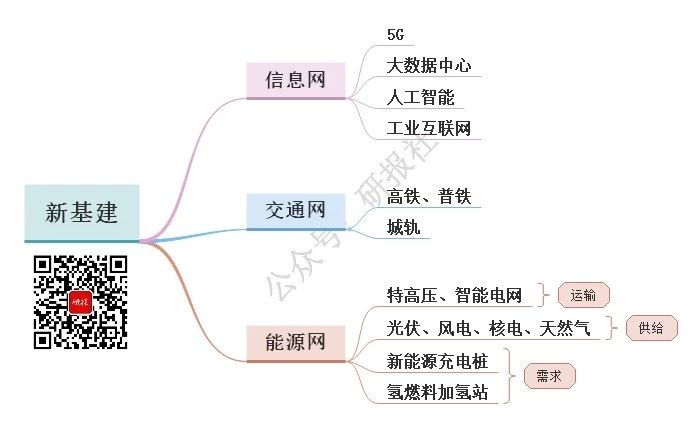 新基建
信息网
5G
大数据中心
人工智能
工业互联网
交通网
高铁、普铁
城轨
能源网
特高压、智能电网
运输
光伏、风电、核电、天然气
供给
新能源充电桩
氢燃料加氢站
需求
公众号·研报社
研报